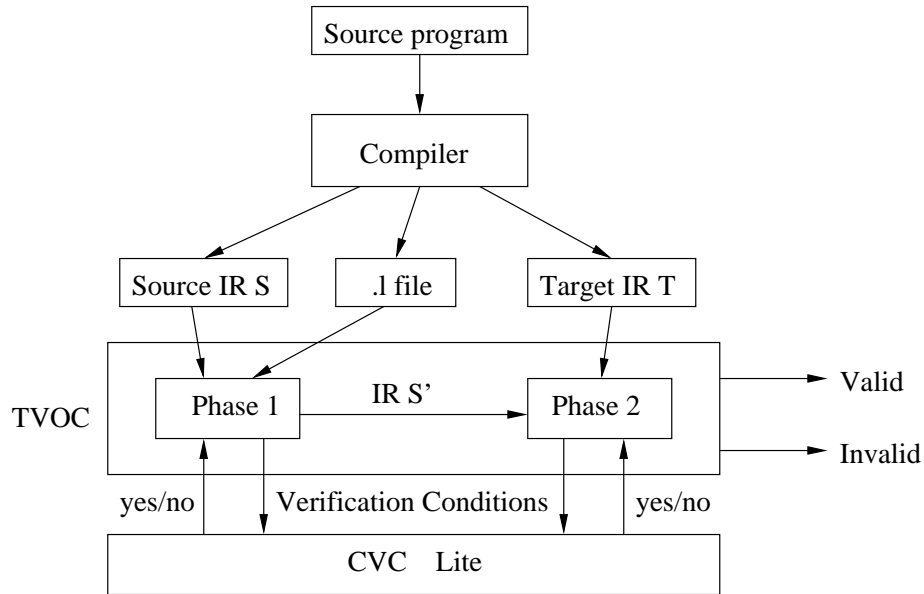 Source program
Compiler
Source IR S
.l file
Target IR T
TVOC
Phase 1
IR S’
Phase 2
Valid
Invalid
yes/no
Verification Conditions
yes/no
CVC Lite